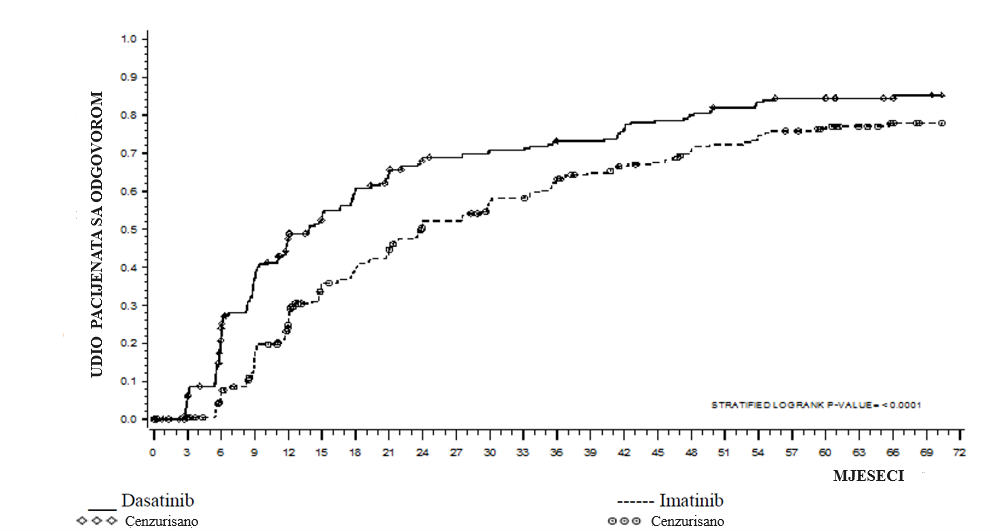 UDIO PACIJENATA SA ODGOVOROM
1.0
0.9
0.8
0.7
0.6
0.5
0.4
0.3
0.2
0.1
0.0
STRATIFIED LOGRANK P-VALUE= <0.0001
0 3 6 9 12 15 18 21 24 27 30 33 36 39 42 45 48 51 54 57 60 63 66 69 72
MJESECI
Dasatinib Imatinib
Cenzurisano Cenzurisano